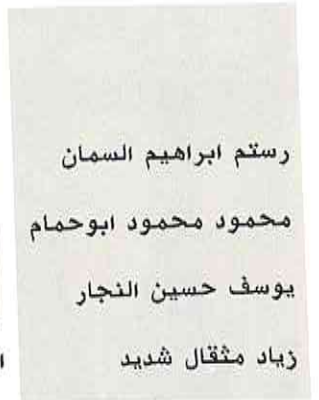 رستم ابراهيم السمان
محمود محمود ابوحمام
يوسف حسين النجار
زياد مثقال شديد